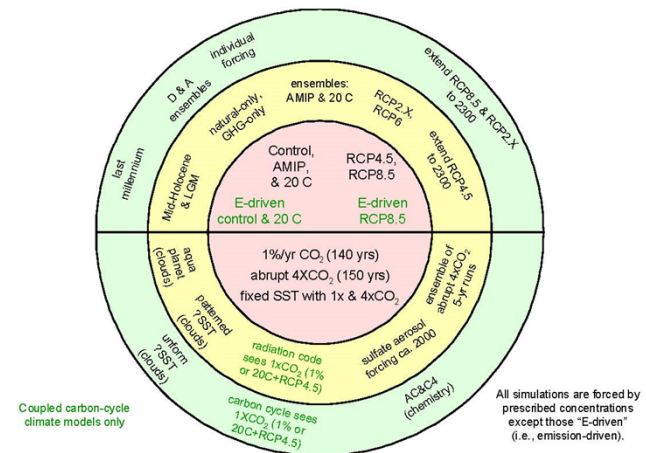 individual
forcing
D & A
ensembles
last
millennium
extend RCP8.5 & RCP2.X
to 2300
ensembles:
AMIP & 20 C
natural-only,
GHG-only
RCP2.X,
RCP6
Mid-Holocene
& LGM
extend RCP4.5
to 2300
Control,
AMIP,
& 20 C
RCP4.5,
RCP8.5
E-driven
control & 20 C
E-driven
RCP8.5
1%/yr CO₂ (140 yrs)
abrupt 4XCO₂ (150 yrs)
fixed SST with 1x & 4xCO₂
aqua
planet
(clouds)
ensemble of
abrupt 4xCO₂
5-yr runs
patterned
?SST
(clouds)
sulfate aerosol
forcing ca. 2000
radiation code
sees 1xCO₂ (1%
or 20C+RCP4.5)
uniform
?SST
(clouds)
carbon cycle sees
1XCO₂ (1% or
20C+RCP4.5)
AC&C4
(chemistry)
Coupled carbon-cycle
climate models only
All simulations are forced by
prescribed concentrations
except those “E-driven”
(i.e., emission-driven).